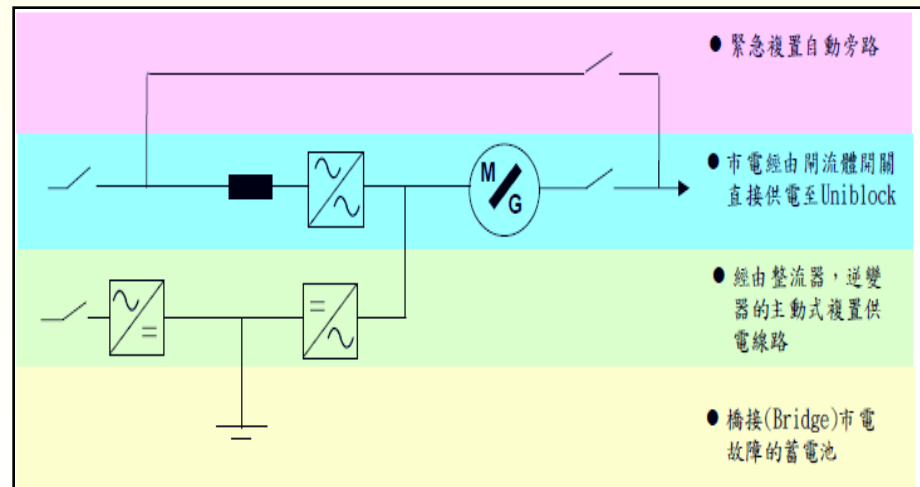 ● 緊急複置自動旁路
M
G
● 市電經由閘流體開關
直接供電至Uniblock
● 經由整流器，逆變
器的主動式複置供
電線路
● 橋接(Bridge)市電
故障的蓄電池